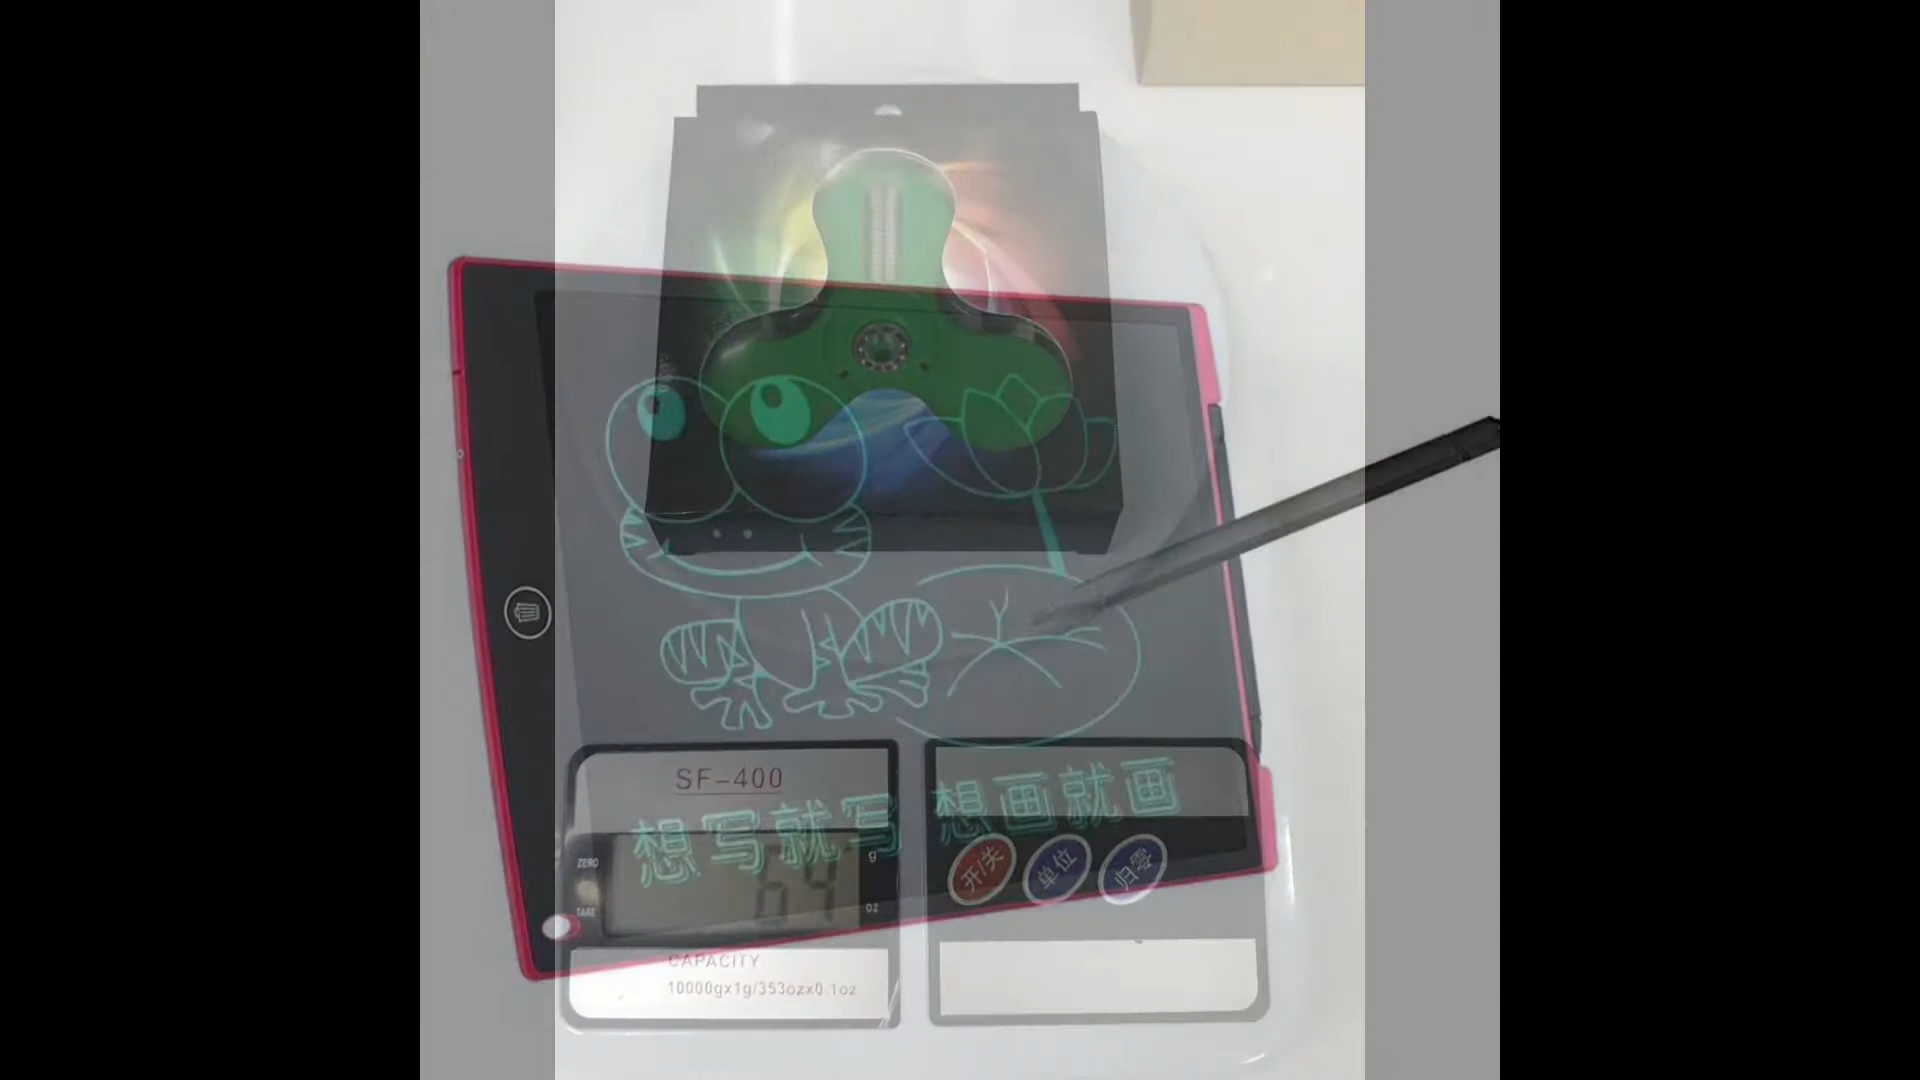 SF-400
想写就写 想画就画
ZERO
g
开/关 单位 归零
64
TARE
oz
CAPACITY
10000gx1g/353ozx0.1oz